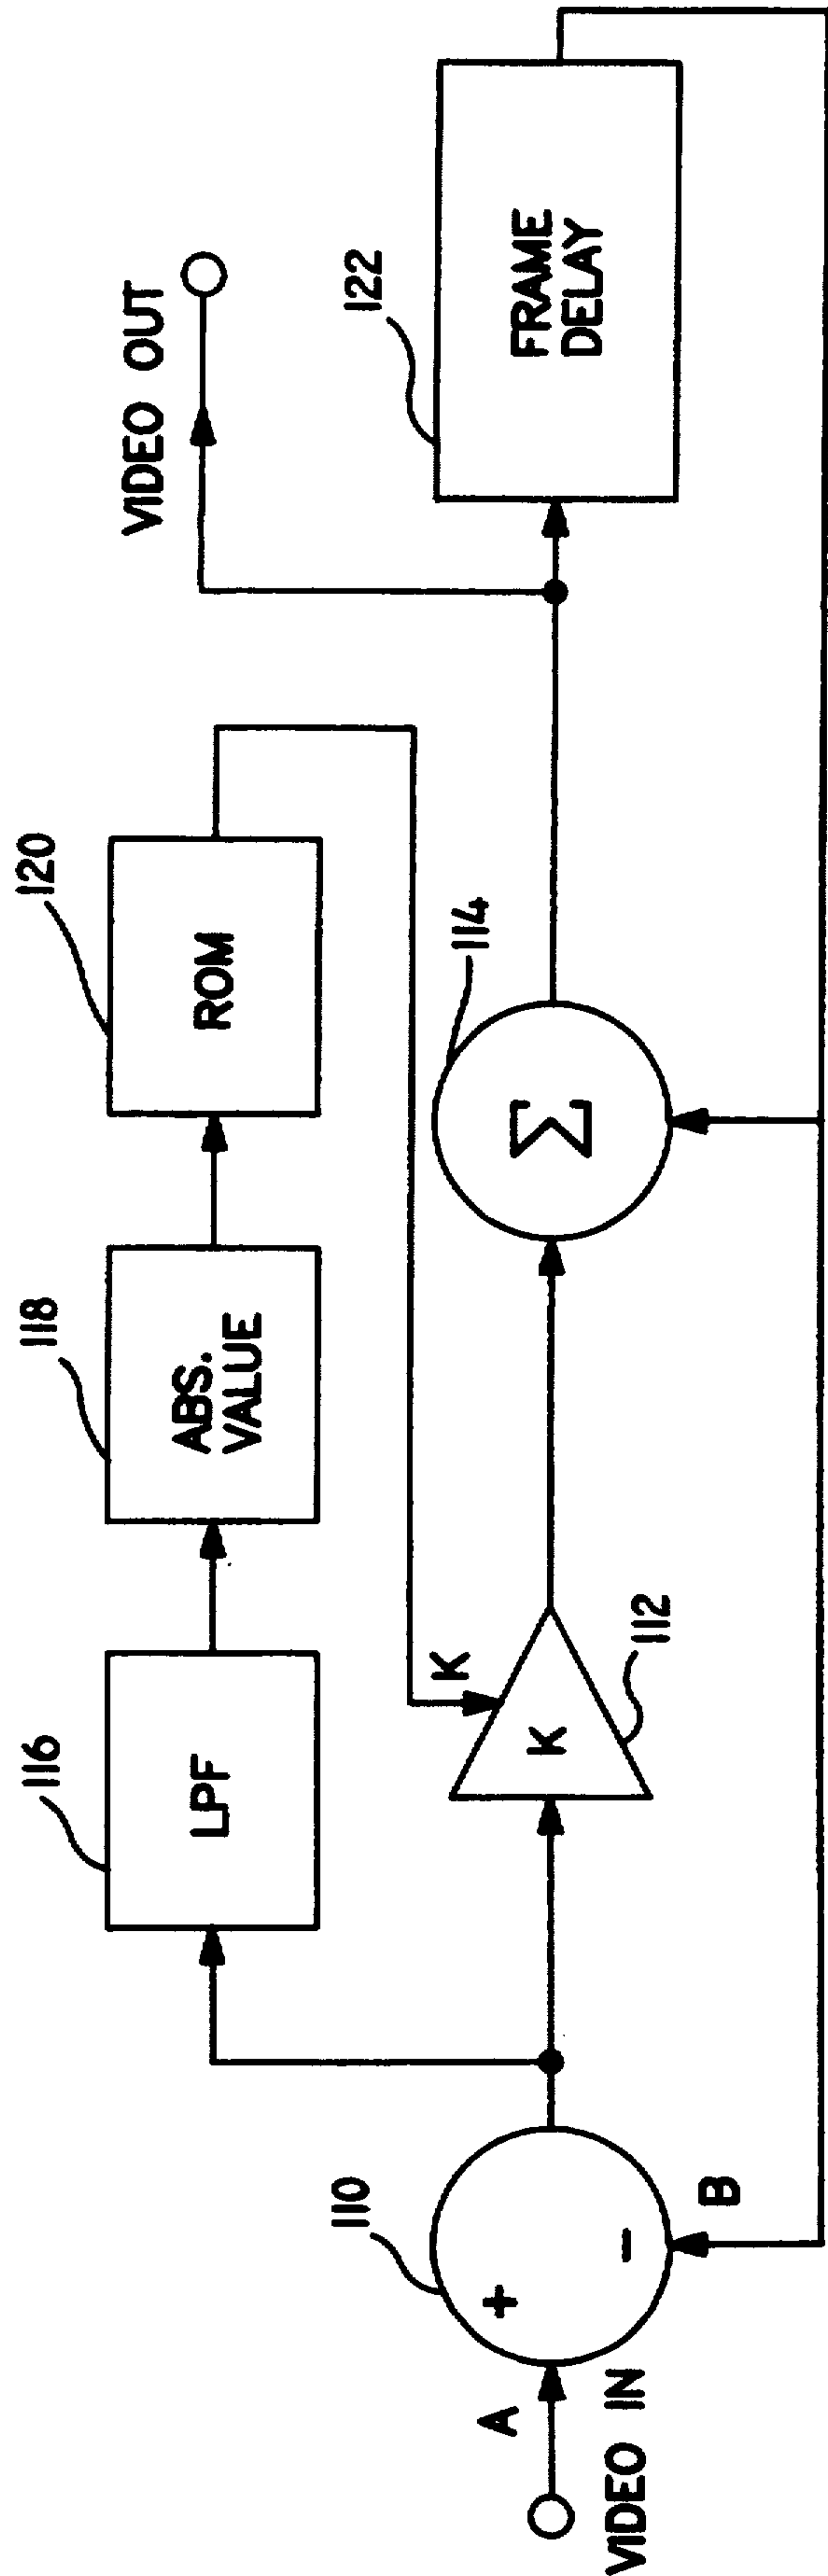 VIDEO OUT
120
ROM
118
ABS.
VALUE
116
LPF
K
K
112
114
Σ
122
FRAME
DELAY
110
+
-
A
B
VIDEO IN